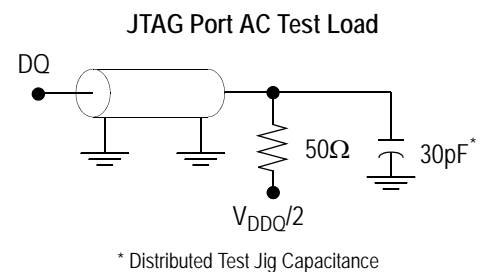 JTAG Port AC Test Load
DQ
50Ω
30pF*
VDDQ/2
* Distributed Test Jig Capacitance